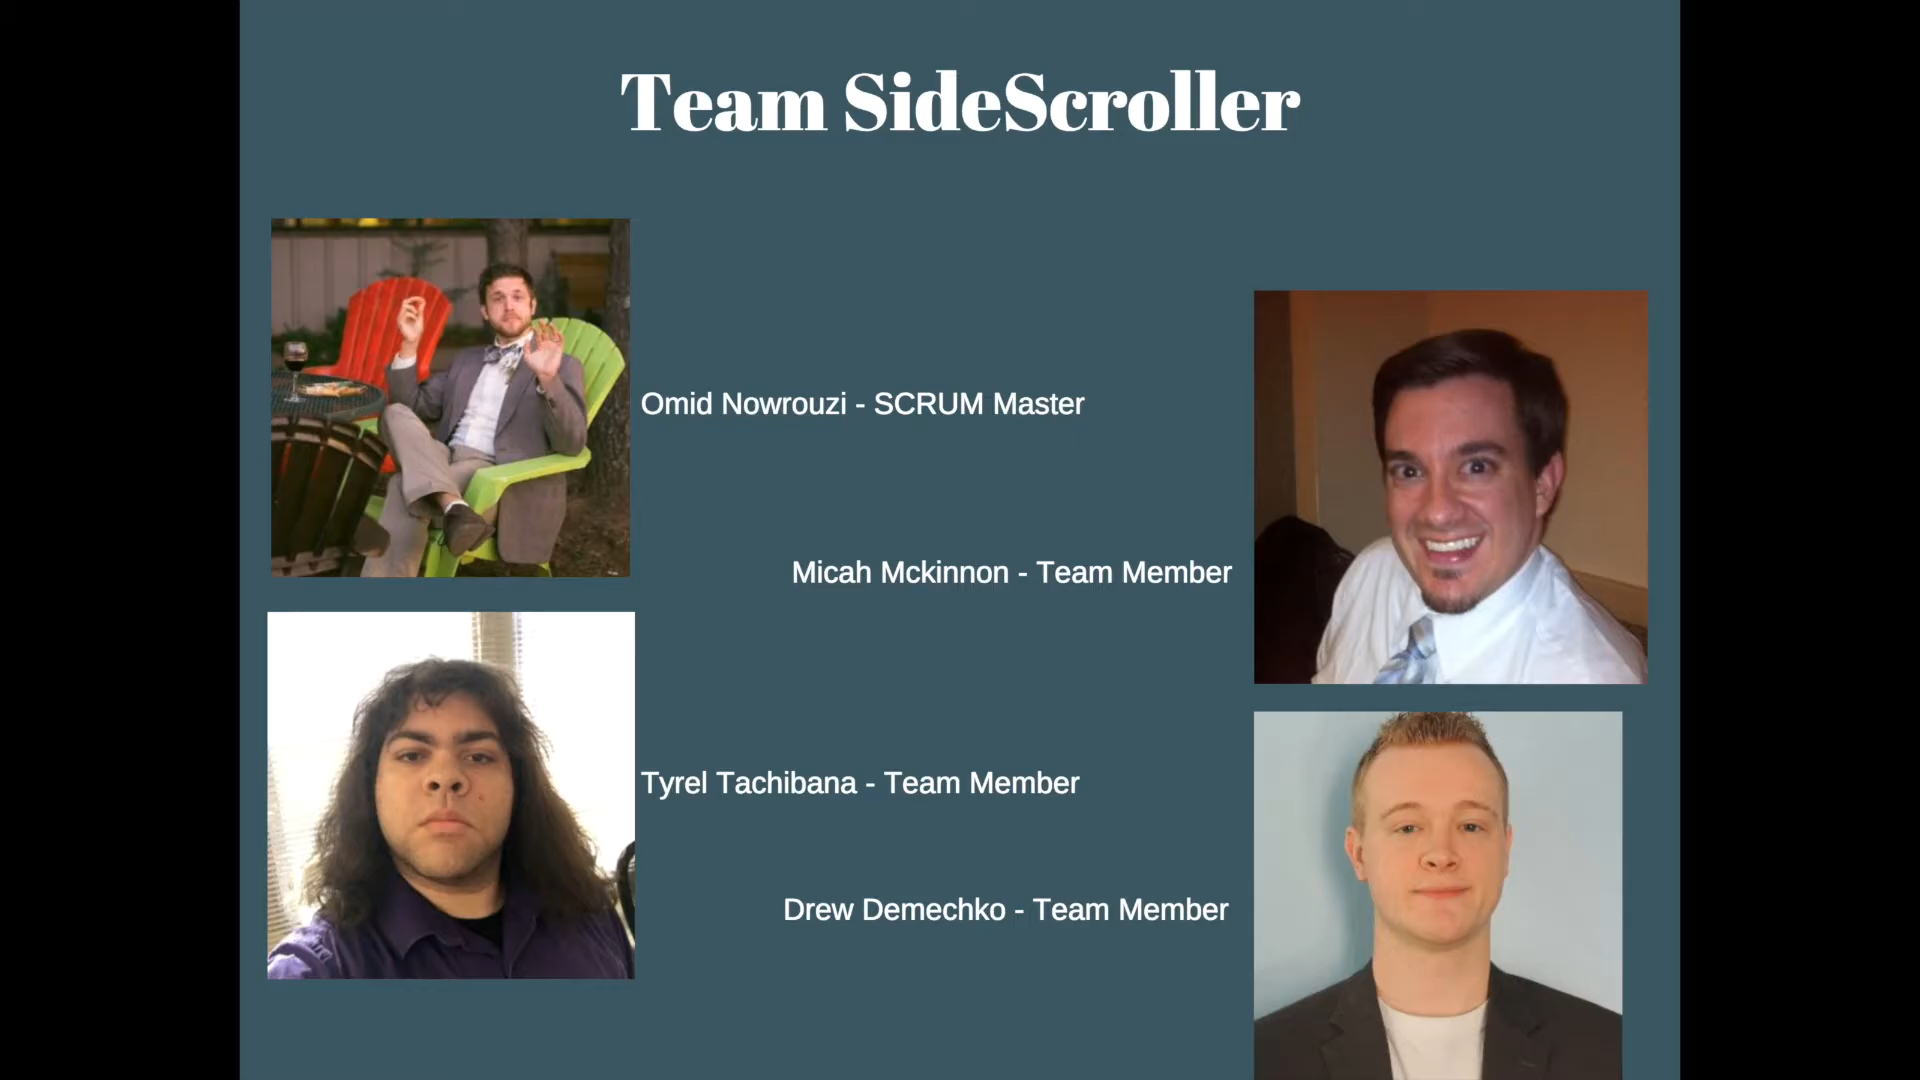 Team SideScroller
Omid Nowrouzi - SCRUM Master
Micah Mckinnon - Team Member
Tyrel Tachibana - Team Member
Drew Demechko - Team Member